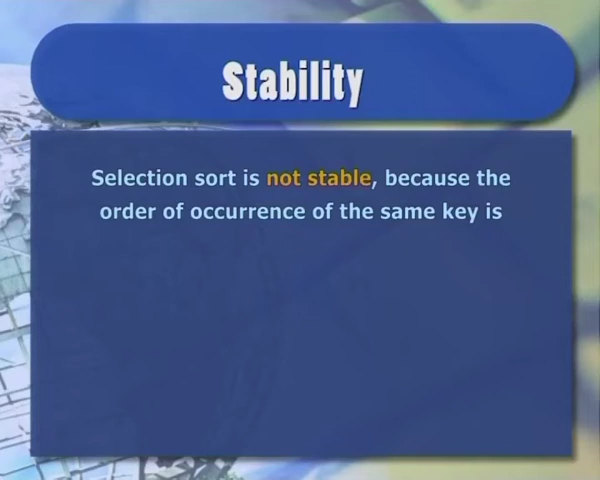 Stability
Selection sort is not stable, because the
order of occurrence of the same key is